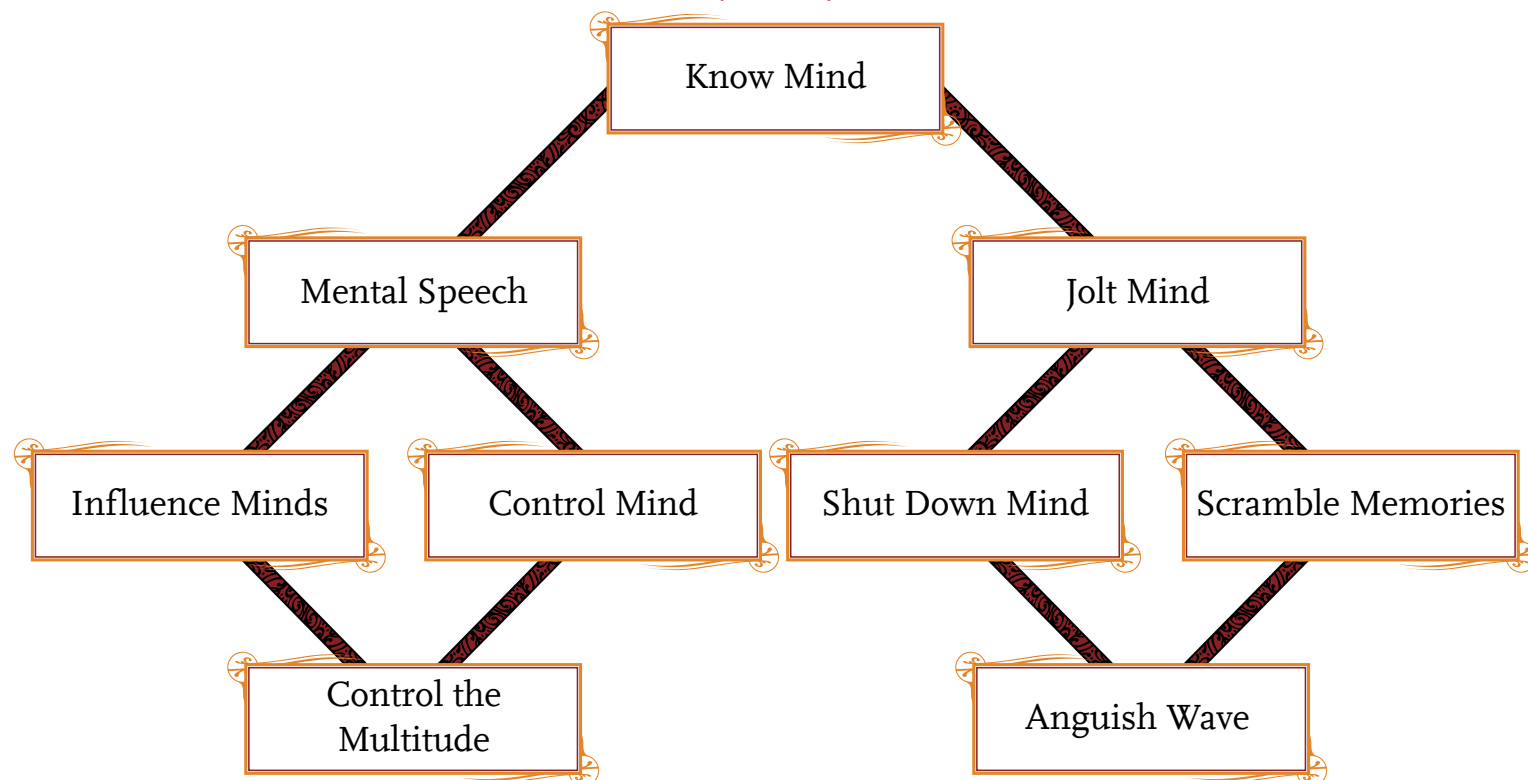 Know Mind
Mental Speech
Jolt Mind
Influence Minds
Control Mind
Shut Down Mind
Scramble Memories
Control the
Multitude
Anguish Wave